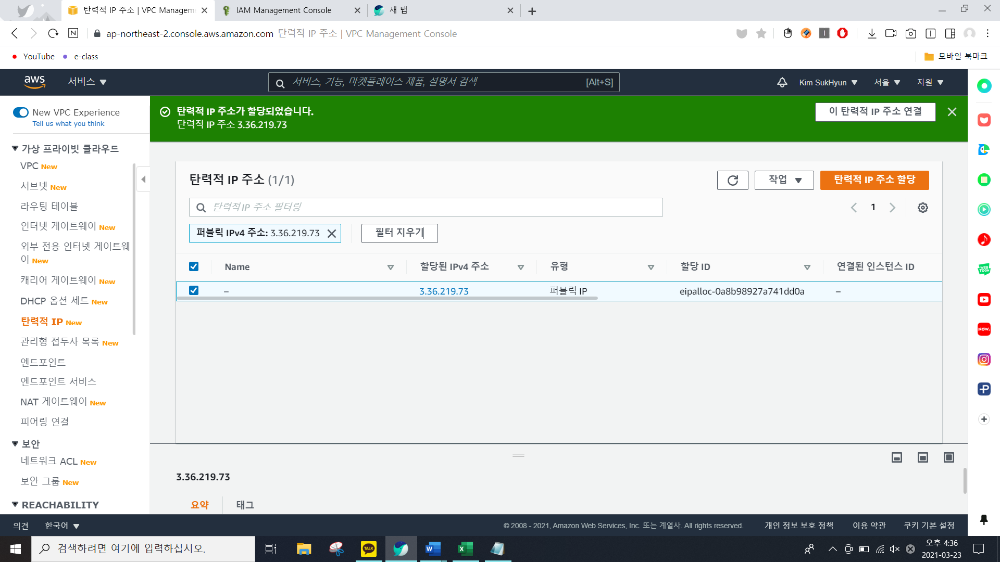 탄력적 IP 주소 | VPC Managem
IAM Management Console
새 탭
ap-northeast-2.console.aws.amazon.com 탄력적 IP 주소 | VPC Management Console
YouTube
e-class
모바일 북마크
aws
서비스
서비스, 기능, 마켓플레이스 제품, 설명서 검색
[Alt+S]
Kim SukHyun
서울
지원
New VPC Experience
Tell us what you think
가상 프라이빗 클라우드
VPC New
서브넷 New
라우팅 테이블
인터넷 게이트웨이 New
외부 전용 인터넷 게이트웨
이 New
캐리어 게이트웨이 New
DHCP 옵션 세트 New
탄력적 IP New
관리형 접두사 목록 New
엔드포인트
엔드포인트 서비스
NAT 게이트웨이 New
피어링 연결
보안
네트워크 ACL New
보안 그룹 New
REACHABILITY
탄력적 IP 주소가 할당되었습니다.
탄력적 IP 주소 3.36.219.73
이 탄력적 IP 주소 연결
탄력적 IP 주소 (1/1)
작업
탄력적 IP 주소 할당
탄력적 IP 주소 필터링
1
퍼블릭 IPv4 주소: 3.36.219.73
필터 지우기
Name
할당된 IPv4 주소
유형
할당 ID
연결된 인스턴스 ID
–
3.36.219.73
퍼블릭 IP
eipalloc-0a8b98927a741dd0a
–
3.36.219.73
요약
태그
의견
한국어
© 2008 - 2021, Amazon Web Services, Inc. 또는 계열사. All rights reserved.
개인 정보 보호 정책
이용 약관
쿠키 기본 설정
WEB
TOON
NOW.
검색하려면 여기에 입력하십시오.
TALK
오후 4:36
2021-03-23